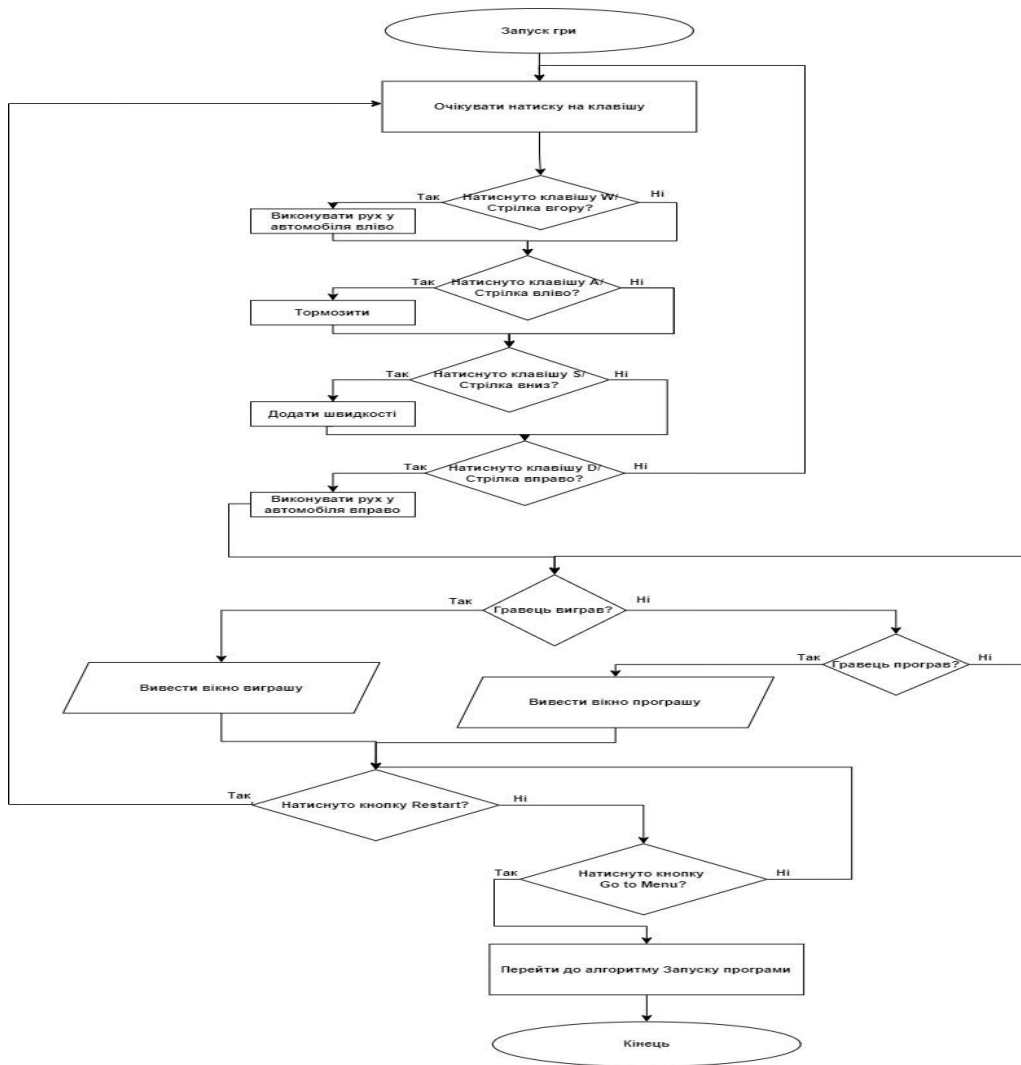 Запуск гри
Очікувати натиску на клавішу
Натиснуто клавішу W/
Стрілка вгору?
Так
Ні
Виконувати рух у
автомобіля вліво
Натиснуто клавішу A/
Стрілка вліво?
Так
Ні
Тормозити
Натиснуто клавішу S/
Стрілка вниз?
Так
Ні
Додати швидкості
Натиснуто клавішу D/
Стрілка вправо?
Так
Ні
Виконувати рух у
автомобіля вправо
Гравець виграв?
Так
Ні
Гравець програв?
Так
Ні
Вивести вікно виграшу
Вивести вікно програшу
Натиснуто кнопку Restart?
Так
Ні
Натиснуто кнопку
Go to Menu?
Так
Ні
Перейти до алгоритму Запуску програми
Кінець